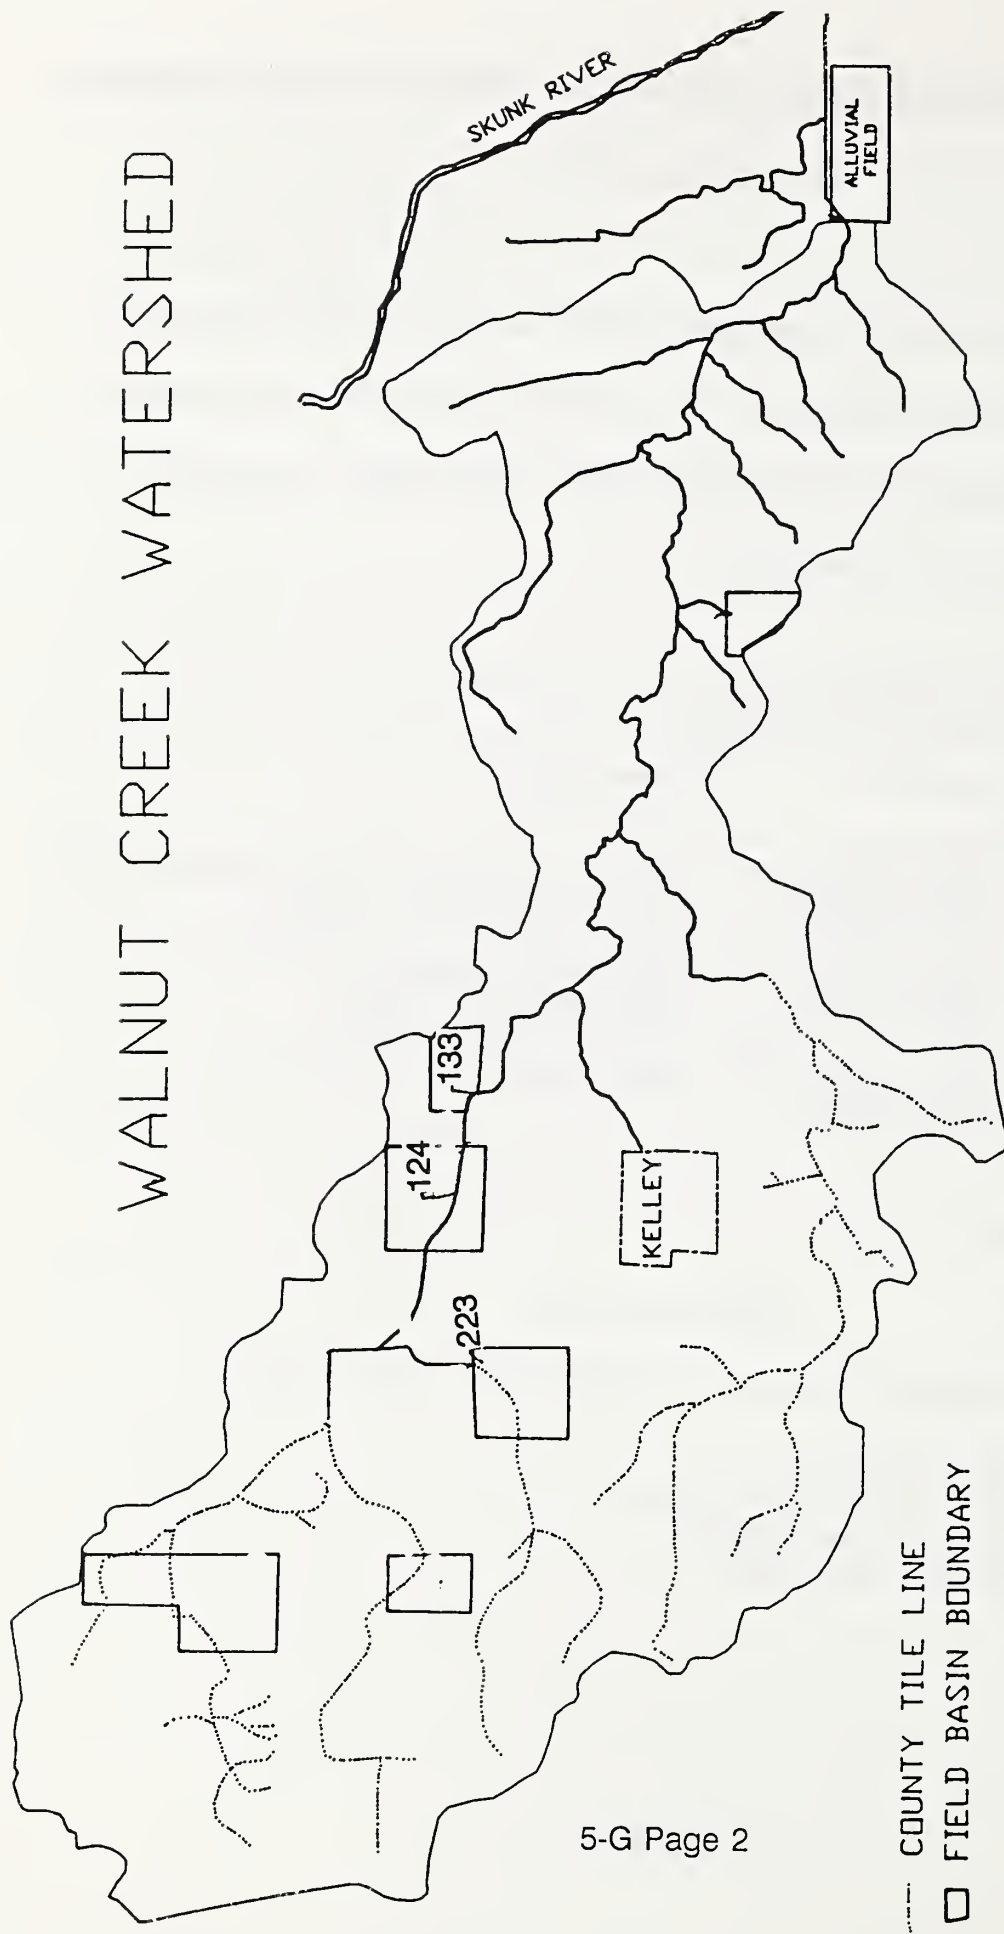 WALNUT CREEK WATERSHED
SKUNK RIVER
ALLUVIAL
FIELD
133
124
KELLEY
223
COUNTY TILE LINE
FIELD BASIN BOUNDARY
5-G Page 2